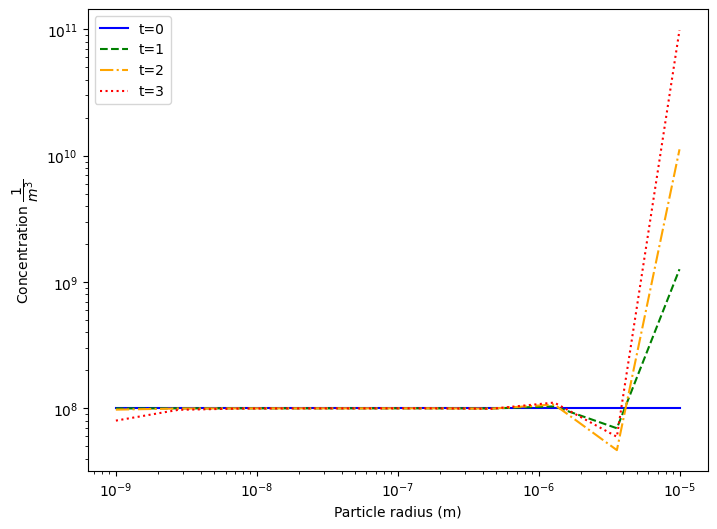 t=0
t=1
t=2
t=3
10^11
10^10
10^9
10^8
Concentration \frac{1}{m^3}
10^−9
10^−8
10^−7
10^−6
10^−5
Particle radius (m)